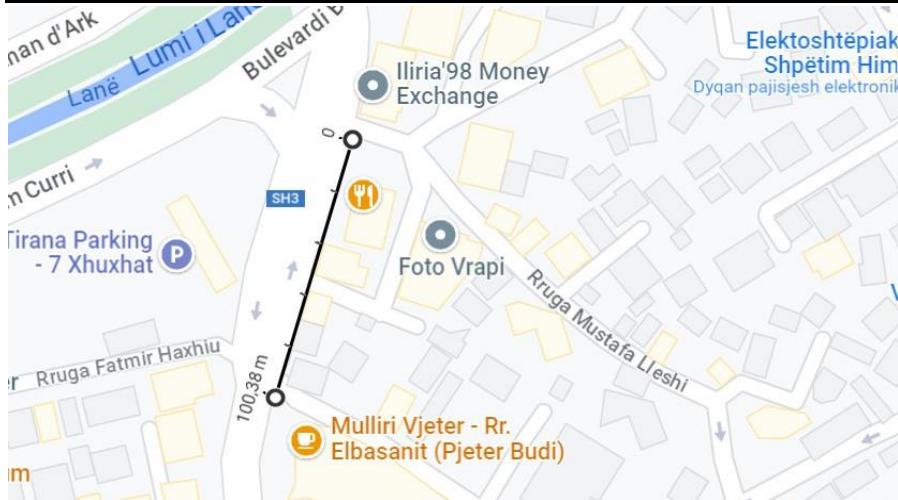 nan d'Ark
Lanë
Lumi i Lanë
Bulevardi B
Iliria'98 Money
Exchange
Elektoshtëpiak
Shpëtim Him
Dyqan pajisjesh elektronik
m Curri
0
SH3
Tirana Parking
- 7 Xhuxhat
P
Foto Vrapi
Rruga Mustafa Lleshi
er
Rruga Fatmir Haxhiu
100,38 m
Mulliri Vjeter - Rr.
Elbasanit (Pjeter Budi)
um